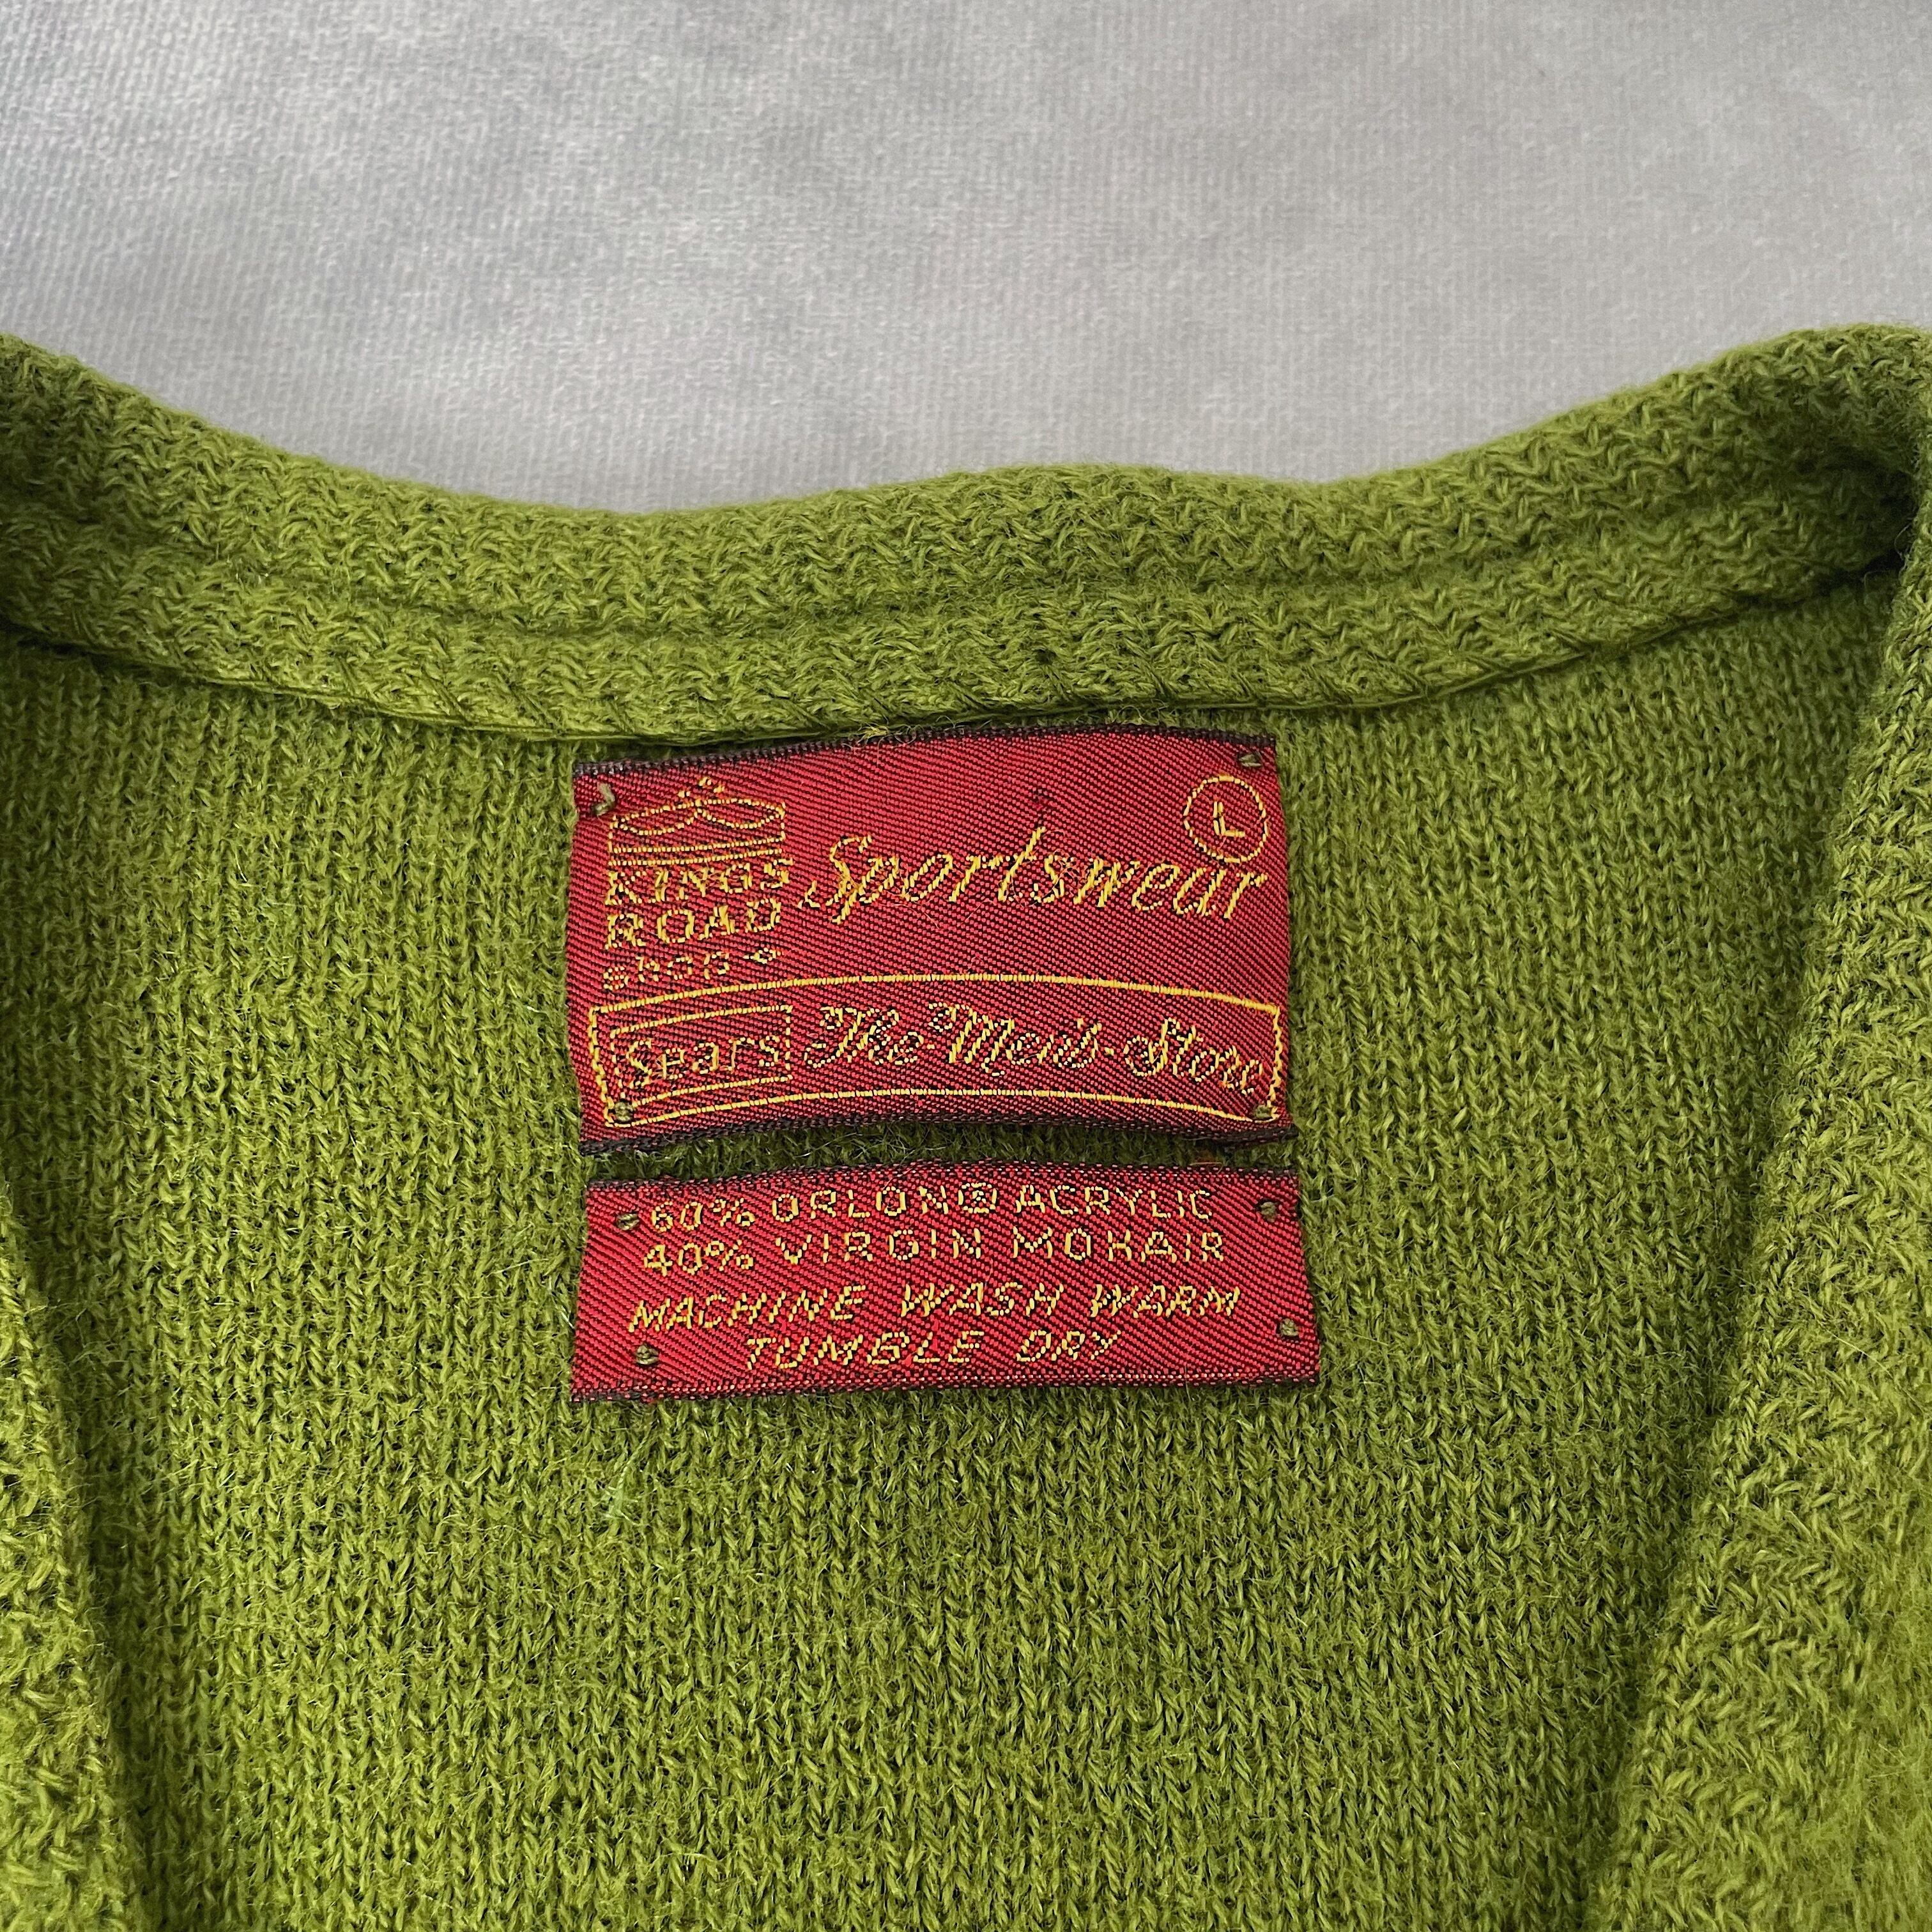 L
KINGS
ROAD
shop
Sportswear
Sears The Men's-Store
60% ORLON® ACRYLIC
40% VIRGIN MOHAIR
MACHINE WASH WARM
TUMBLE DRY